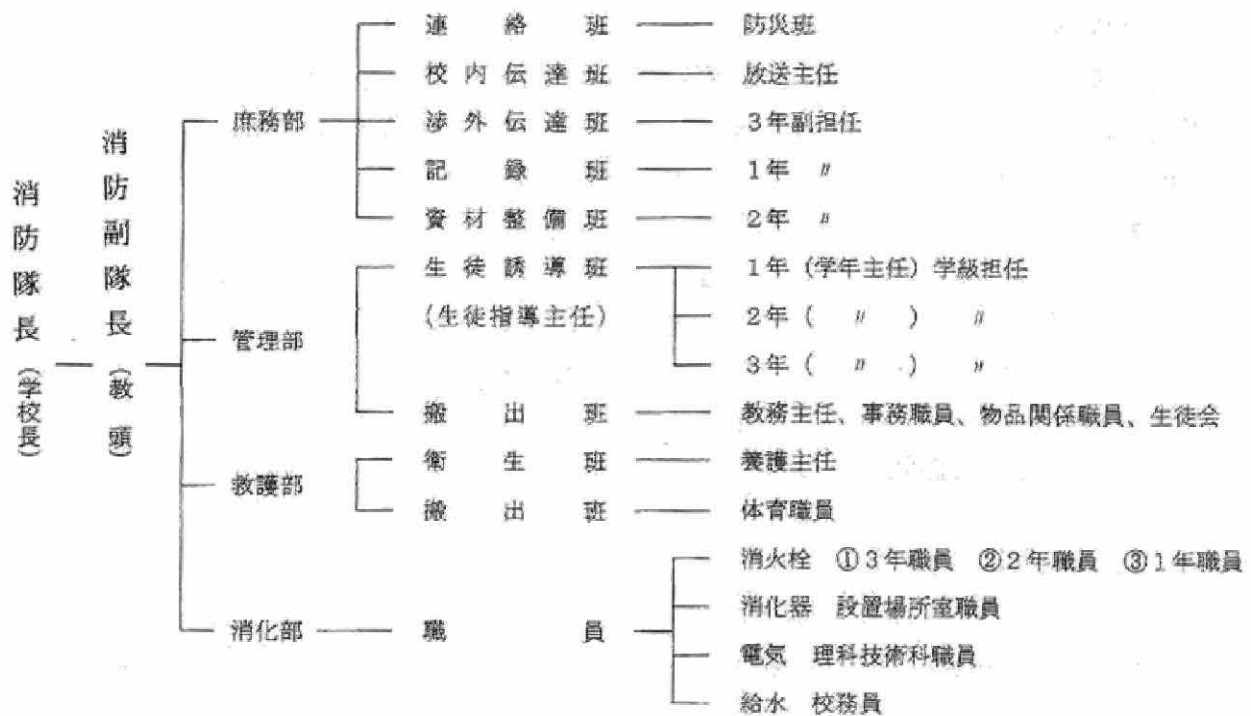 消防隊長(学校長)
消防副隊長(教頭)
庶務部
連絡班 防災班
校内伝達班 放送主任
渉外伝達班 3年副担任
記録班 1年 〃
資材整備班 2年 〃
管理部
生徒誘導班 1年(学年主任)学級担任
(生徒指導主任) 2年( 〃 ) 〃
3年( 〃 ) 〃
搬出班 教務主任、事務職員、物品関係職員、生徒会
救護部
衛生班 養護主任
搬出班 体育職員
消化部 職員
消火栓 ①3年職員 ②2年職員 ③1年職員
消化器 設置場所室職員
電気 理科技術科職員
給水 校務員